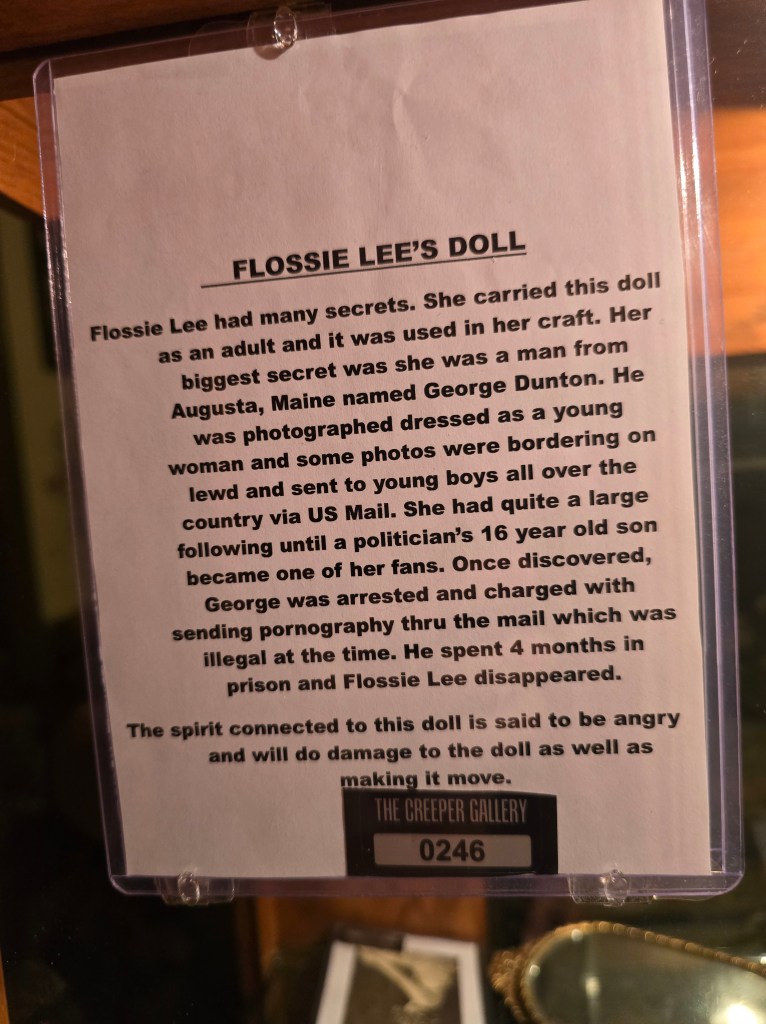 FLOSSIE LEE'S DOLL
Flossie Lee had many secrets. She carried this doll
as an adult and it was used in her craft. Her
biggest secret was she was a man from
Augusta, Maine named George Dunton. He
was photographed dressed as a young
woman and some photos were bordering on
lewd and sent to young boys all over the
country via US Mail. She had quite a large
following until a politician's 16 year old son
became one of her fans. Once discovered,
George was arrested and charged with
sending pornography thru the mail which was
illegal at the time. He spent 4 months in
prison and Flossie Lee disappeared.
The spirit connected to this doll is said to be angry
and will do damage to the doll as well as
making it move.
THE CREEPER GALLERY
0246